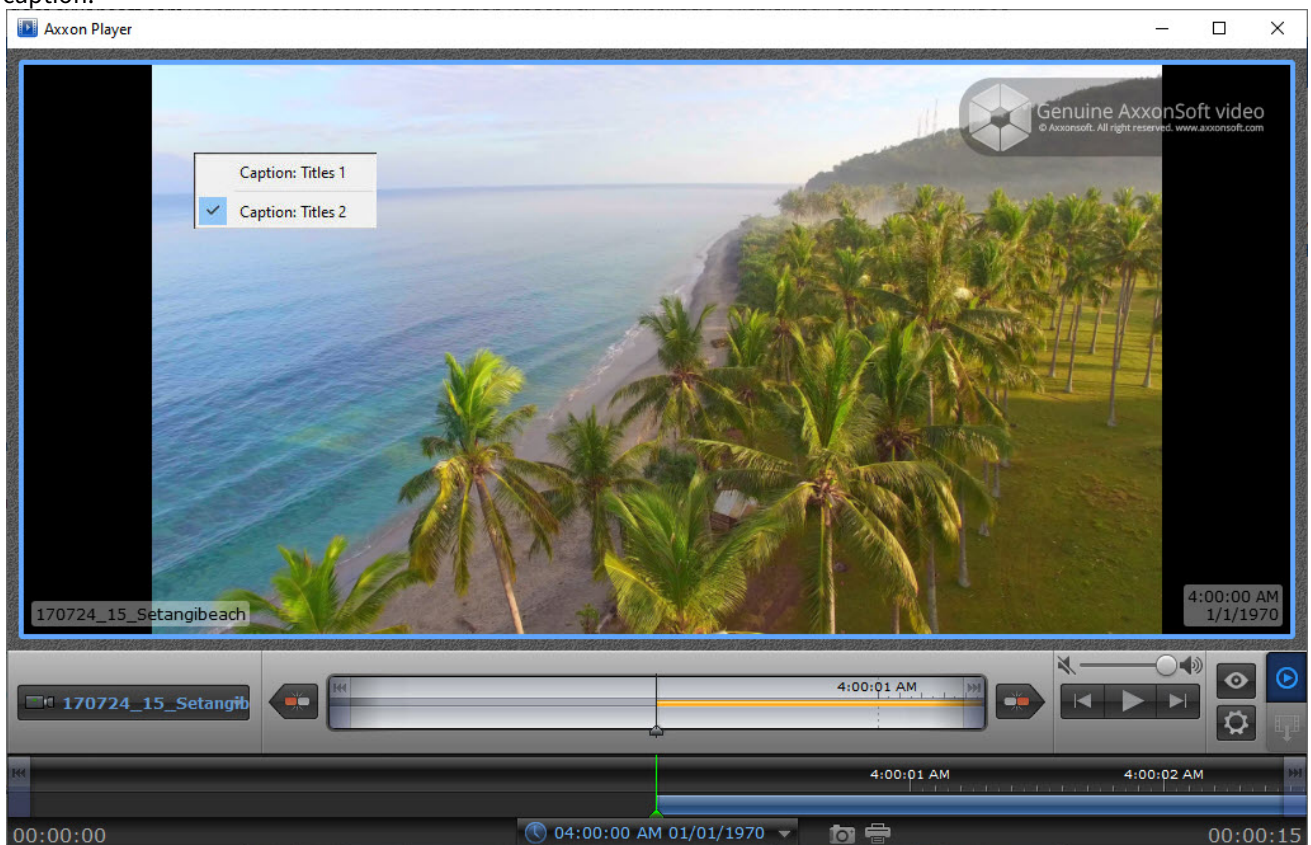 caption.
Axxon Player
Genuine AxxonSoft video
© Axxonsoft. All right reserved. www.axxonsoft.com
Caption: Titles 1
Caption: Titles 2
170724_15_Setangibeach
4:00:00 AM
1/1/1970
170724_15_Setangib
4:00:01 AM
4:00:01 AM
4:00:02 AM
00:00:00
04:00:00 AM 01/01/1970
00:00:15